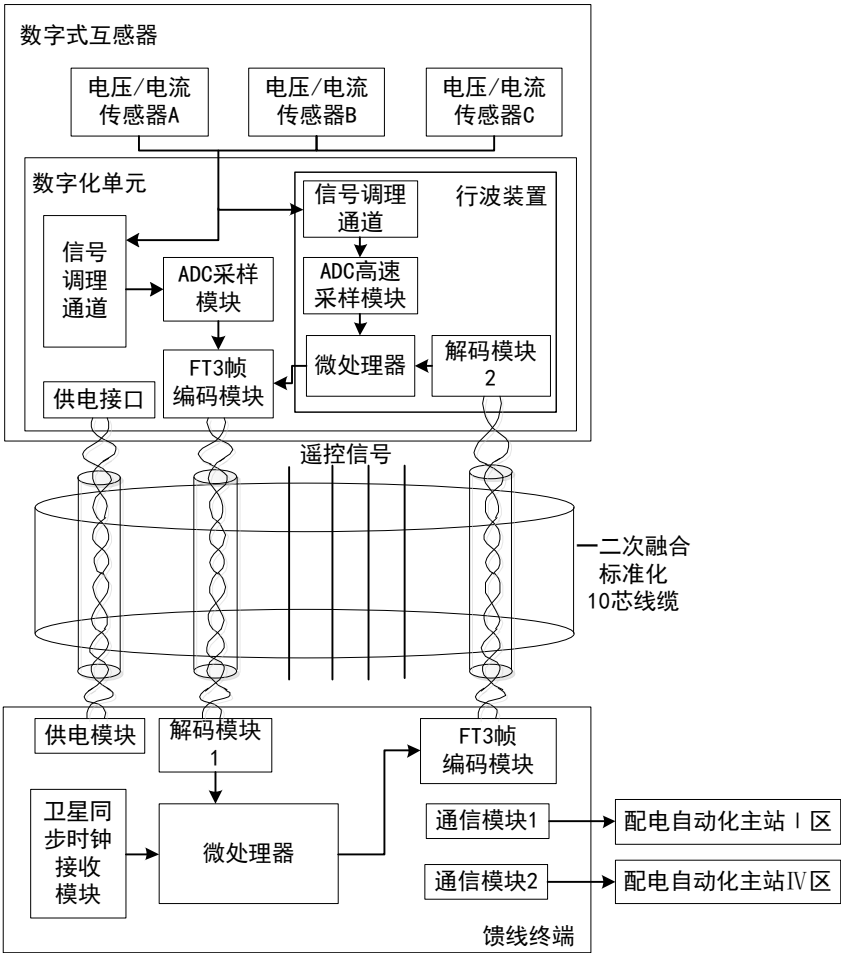 数字式互感器
电压/电流
传感器A
电压/电流
传感器B
电压/电流
传感器C
数字化单元
信号
调理
通道
ADC采样
模块
FT3帧
编码模块
供电接口
行波装置
信号调理
通道
ADC高速
采样模块
微处理器
解码模块
2
遥控信号
二次融合
标准化
10芯线缆
供电模块
解码模块
1
FT3帧
编码模块
卫星同
步时钟
接收
模块
微处理器
通信模块1
配电自动化主站Ⅰ区
通信模块2
配电自动化主站Ⅳ区
馈线终端